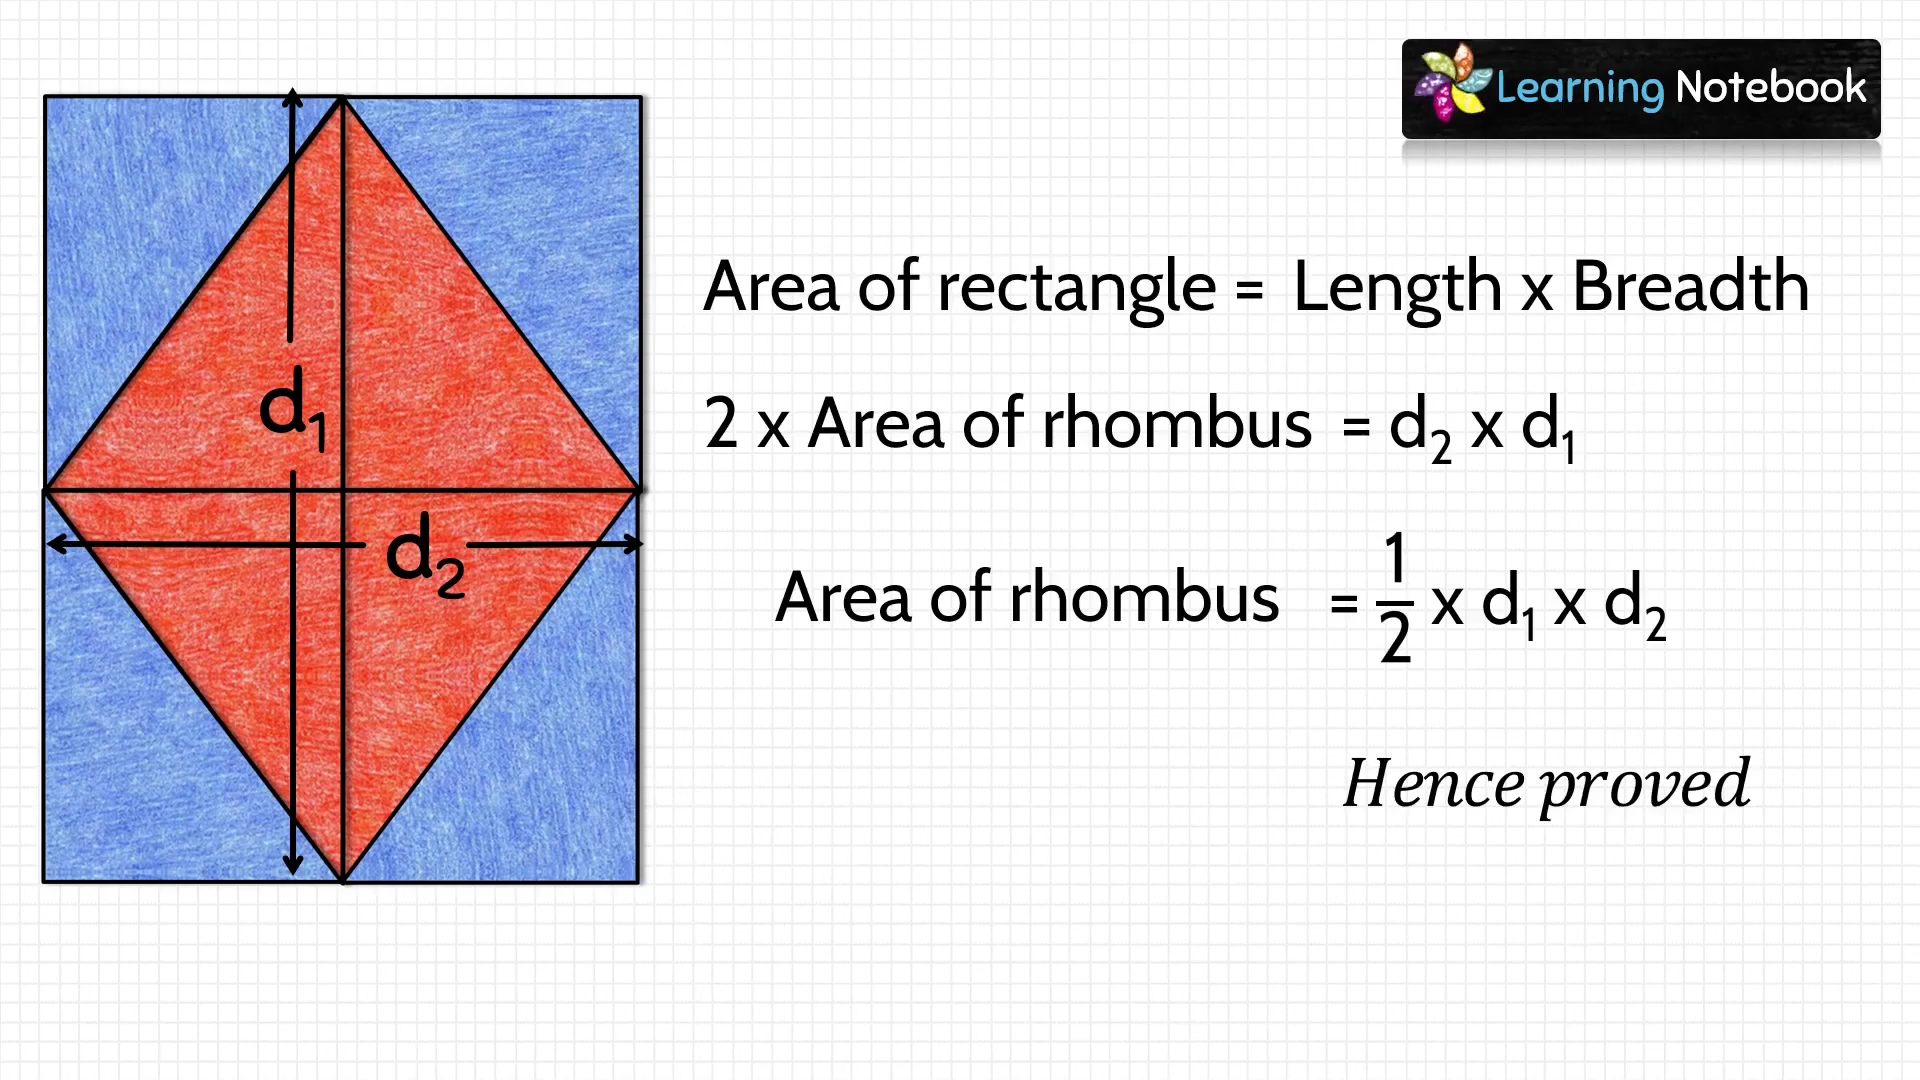 Learning Notebook
Area of rectangle = Length x Breadth
2 x Area of rhombus = d₂ x d₁
Area of rhombus = 1/2 x d₁ x d₂
Hence proved
d₁
d₂